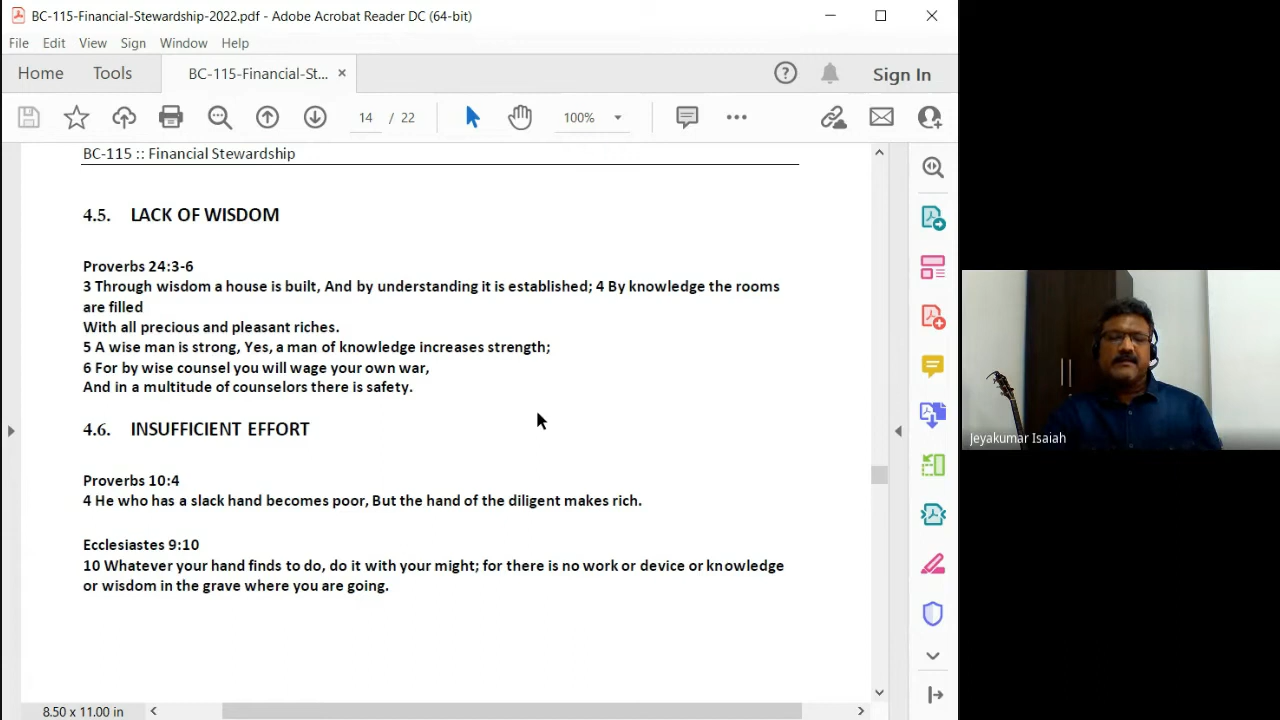 BC-115-Financial-Stewardship-2022.pdf - Adobe Acrobat Reader DC (64-bit)
File Edit View Sign Window Help
Home Tools BC-115-Financial-St... × Sign In
14 / 22 100%
BC-115 :: Financial Stewardship
4.5. LACK OF WISDOM
Proverbs 24:3-6
3 Through wisdom a house is built, And by understanding it is established; 4 By knowledge the rooms
are filled
With all precious and pleasant riches.
5 A wise man is strong, Yes, a man of knowledge increases strength;
6 For by wise counsel you will wage your own war,
And in a multitude of counselors there is safety.
4.6. INSUFFICIENT EFFORT
Proverbs 10:4
4 He who has a slack hand becomes poor, But the hand of the diligent makes rich.
Ecclesiastes 9:10
10 Whatever your hand finds to do, do it with your might; for there is no work or device or knowledge
or wisdom in the grave where you are going.
8.50 x 11.00 in
Jeyakumar Isaiah